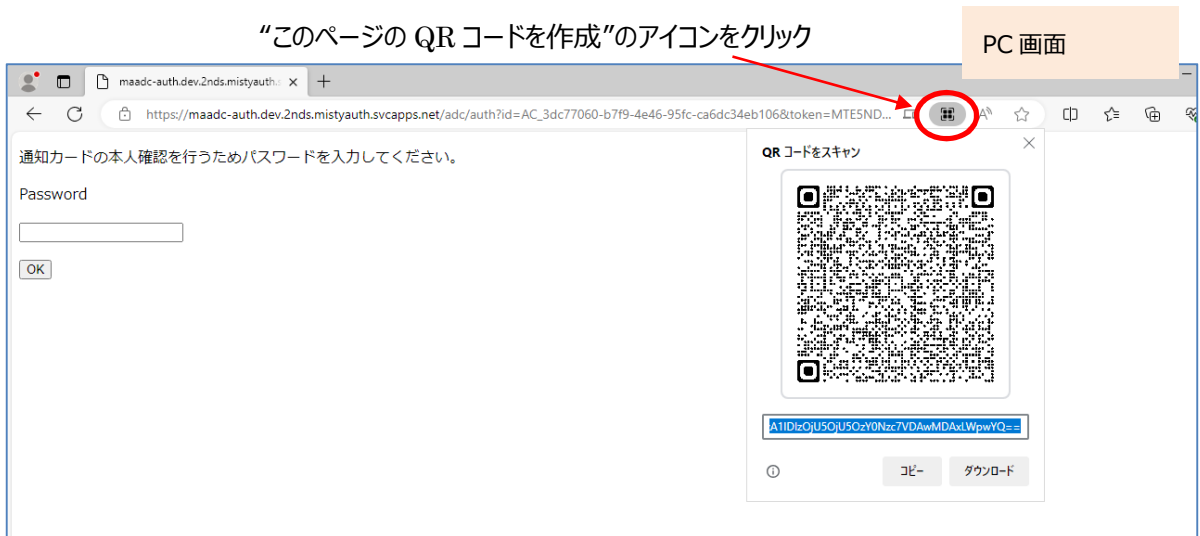 “このページの QR コードを作成”のアイコンをクリック
PC 画面
maadc-auth.dev.2nds.mistyauth.s
https://maadc-auth.dev.2nds.mistyauth.svcapps.net/adc/auth?id=AC_3dc77060-b7f9-4e46-95fc-ca6dc34eb106&token=MTE5ND...
通知カードの本人確認を行うためパスワードを入力してください。
Password
OK
QR コードをスキャン
A1IDIzOjU5OjU5OzY0Nzc7VDAwMDAxLWpwYQ==
コピー
ダウンロード